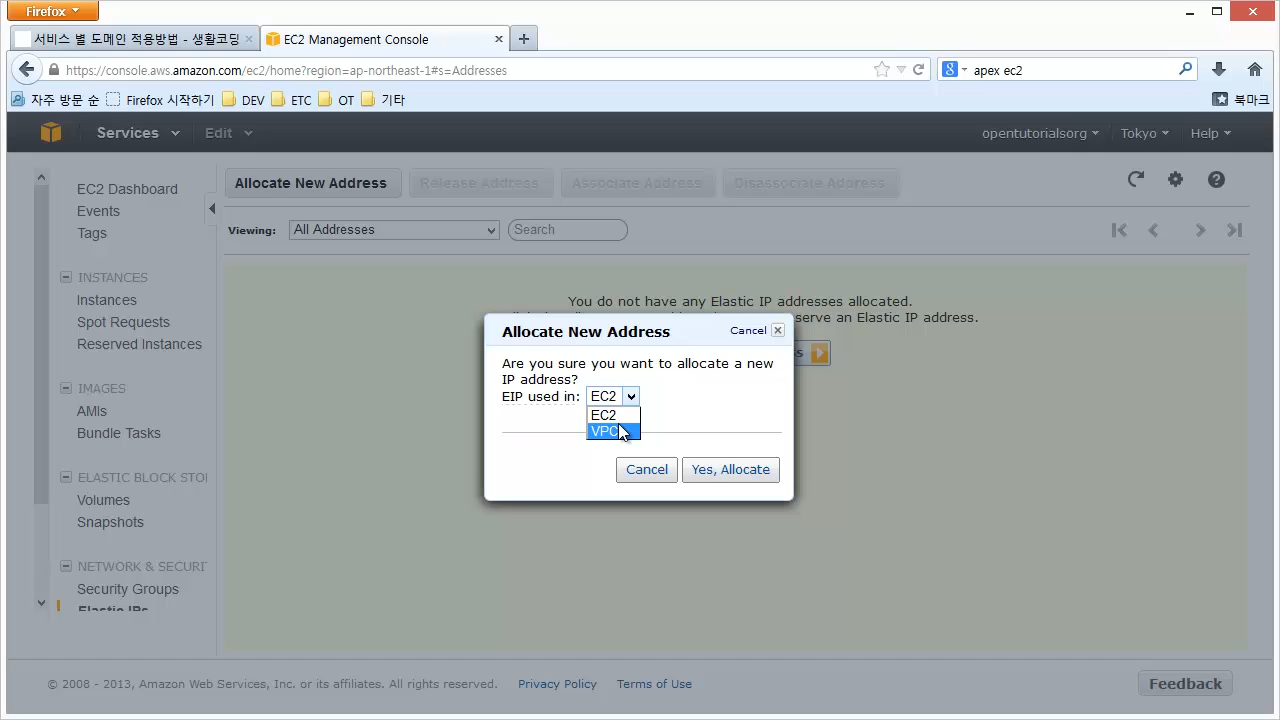 Firefox
서비스 별 도메인 적용방법 - 생활코딩
EC2 Management Console
https://console.aws.amazon.com/ec2/home?region=ap-northeast-1#s=Addresses
apex ec2
자주 방문 순
Firefox 시작하기
DEV
ETC
OT
기타
북마크
Services
Edit
opentutorialsorg
Tokyo
Help
EC2 Dashboard
Events
Tags
INSTANCES
Instances
Spot Requests
Reserved Instances
IMAGES
AMIs
Bundle Tasks
ELASTIC BLOCK STO
Volumes
Snapshots
NETWORK & SECURIT
Security Groups
Elastic IPs
Allocate New Address
Release Address
Associate Address
Disassociate Address
Viewing:
All Addresses
Search
You do not have any Elastic IP addresses allocated.
serve an Elastic IP address.
Allocate New Address
Cancel
Are you sure you want to allocate a new
IP address?
EIP used in: EC2
EC2
VPC
Cancel
Yes, Allocate
© 2008 - 2013, Amazon Web Services, Inc. or its affiliates. All rights reserved.
Privacy Policy
Terms of Use
Feedback